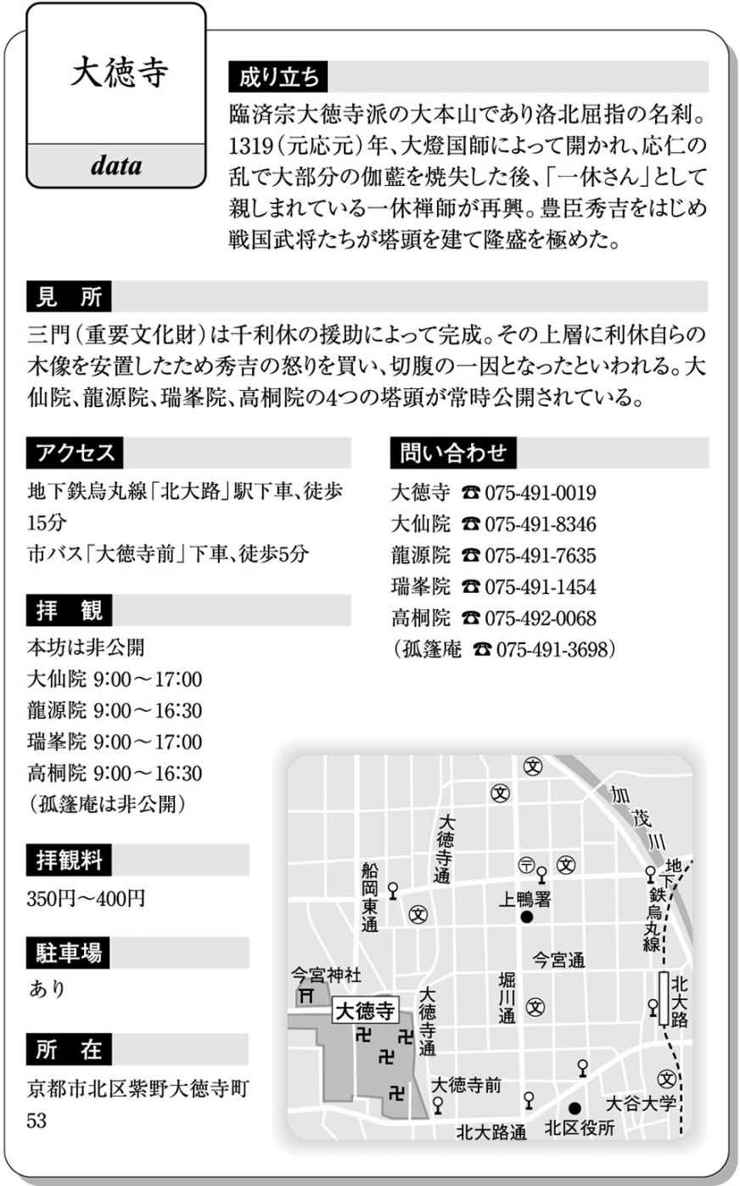 大徳寺
data
成り立ち
臨済宗大徳寺派の大本山であり洛北屈指の名刹。
1319（元応元）年、大燈国師によって開かれ、応仁の
乱で大部分の伽藍を焼失した後、「一休さん」として
親しまれている一休禅師が再興。豊臣秀吉をはじめ
戦国武将たちが塔頭を建て隆盛を極めた。
見　所
三門（重要文化財）は千利休の援助によって完成。その上層に利休自らの
木像を安置したため秀吉の怒りを買い、切腹の一因となったといわれる。大
仙院、龍源院、瑞峯院、高桐院の4つの塔頭が常時公開されている。
アクセス
地下鉄烏丸線「北大路」駅下車、徒歩
15分
市バス「大徳寺前」下車、徒歩5分
拝　観
本坊は非公開
大仙院 9:00～17:00
龍源院 9:00～16:30
瑞峯院 9:00～17:00
高桐院 9:00～16:30
（孤篷庵は非公開）
拝観料
350円～400円
駐車場
あり
所　在
京都市北区紫野大徳寺町
53
問い合わせ
大徳寺 ☎075-491-0019
大仙院 ☎075-491-8346
龍源院 ☎075-491-7635
瑞峯院 ☎075-491-1454
高桐院 ☎075-492-0068
（孤篷庵 ☎075-491-3698）
文
文
加茂川
大徳寺通
〒
文
地下鉄烏丸線
船岡東通
文
上鴨署
今宮通
今宮神社
大徳寺
大徳寺通
堀川通
文
北大路
卍
卍
卍
卍
大徳寺前
文
大谷大学
北大路通
北区役所